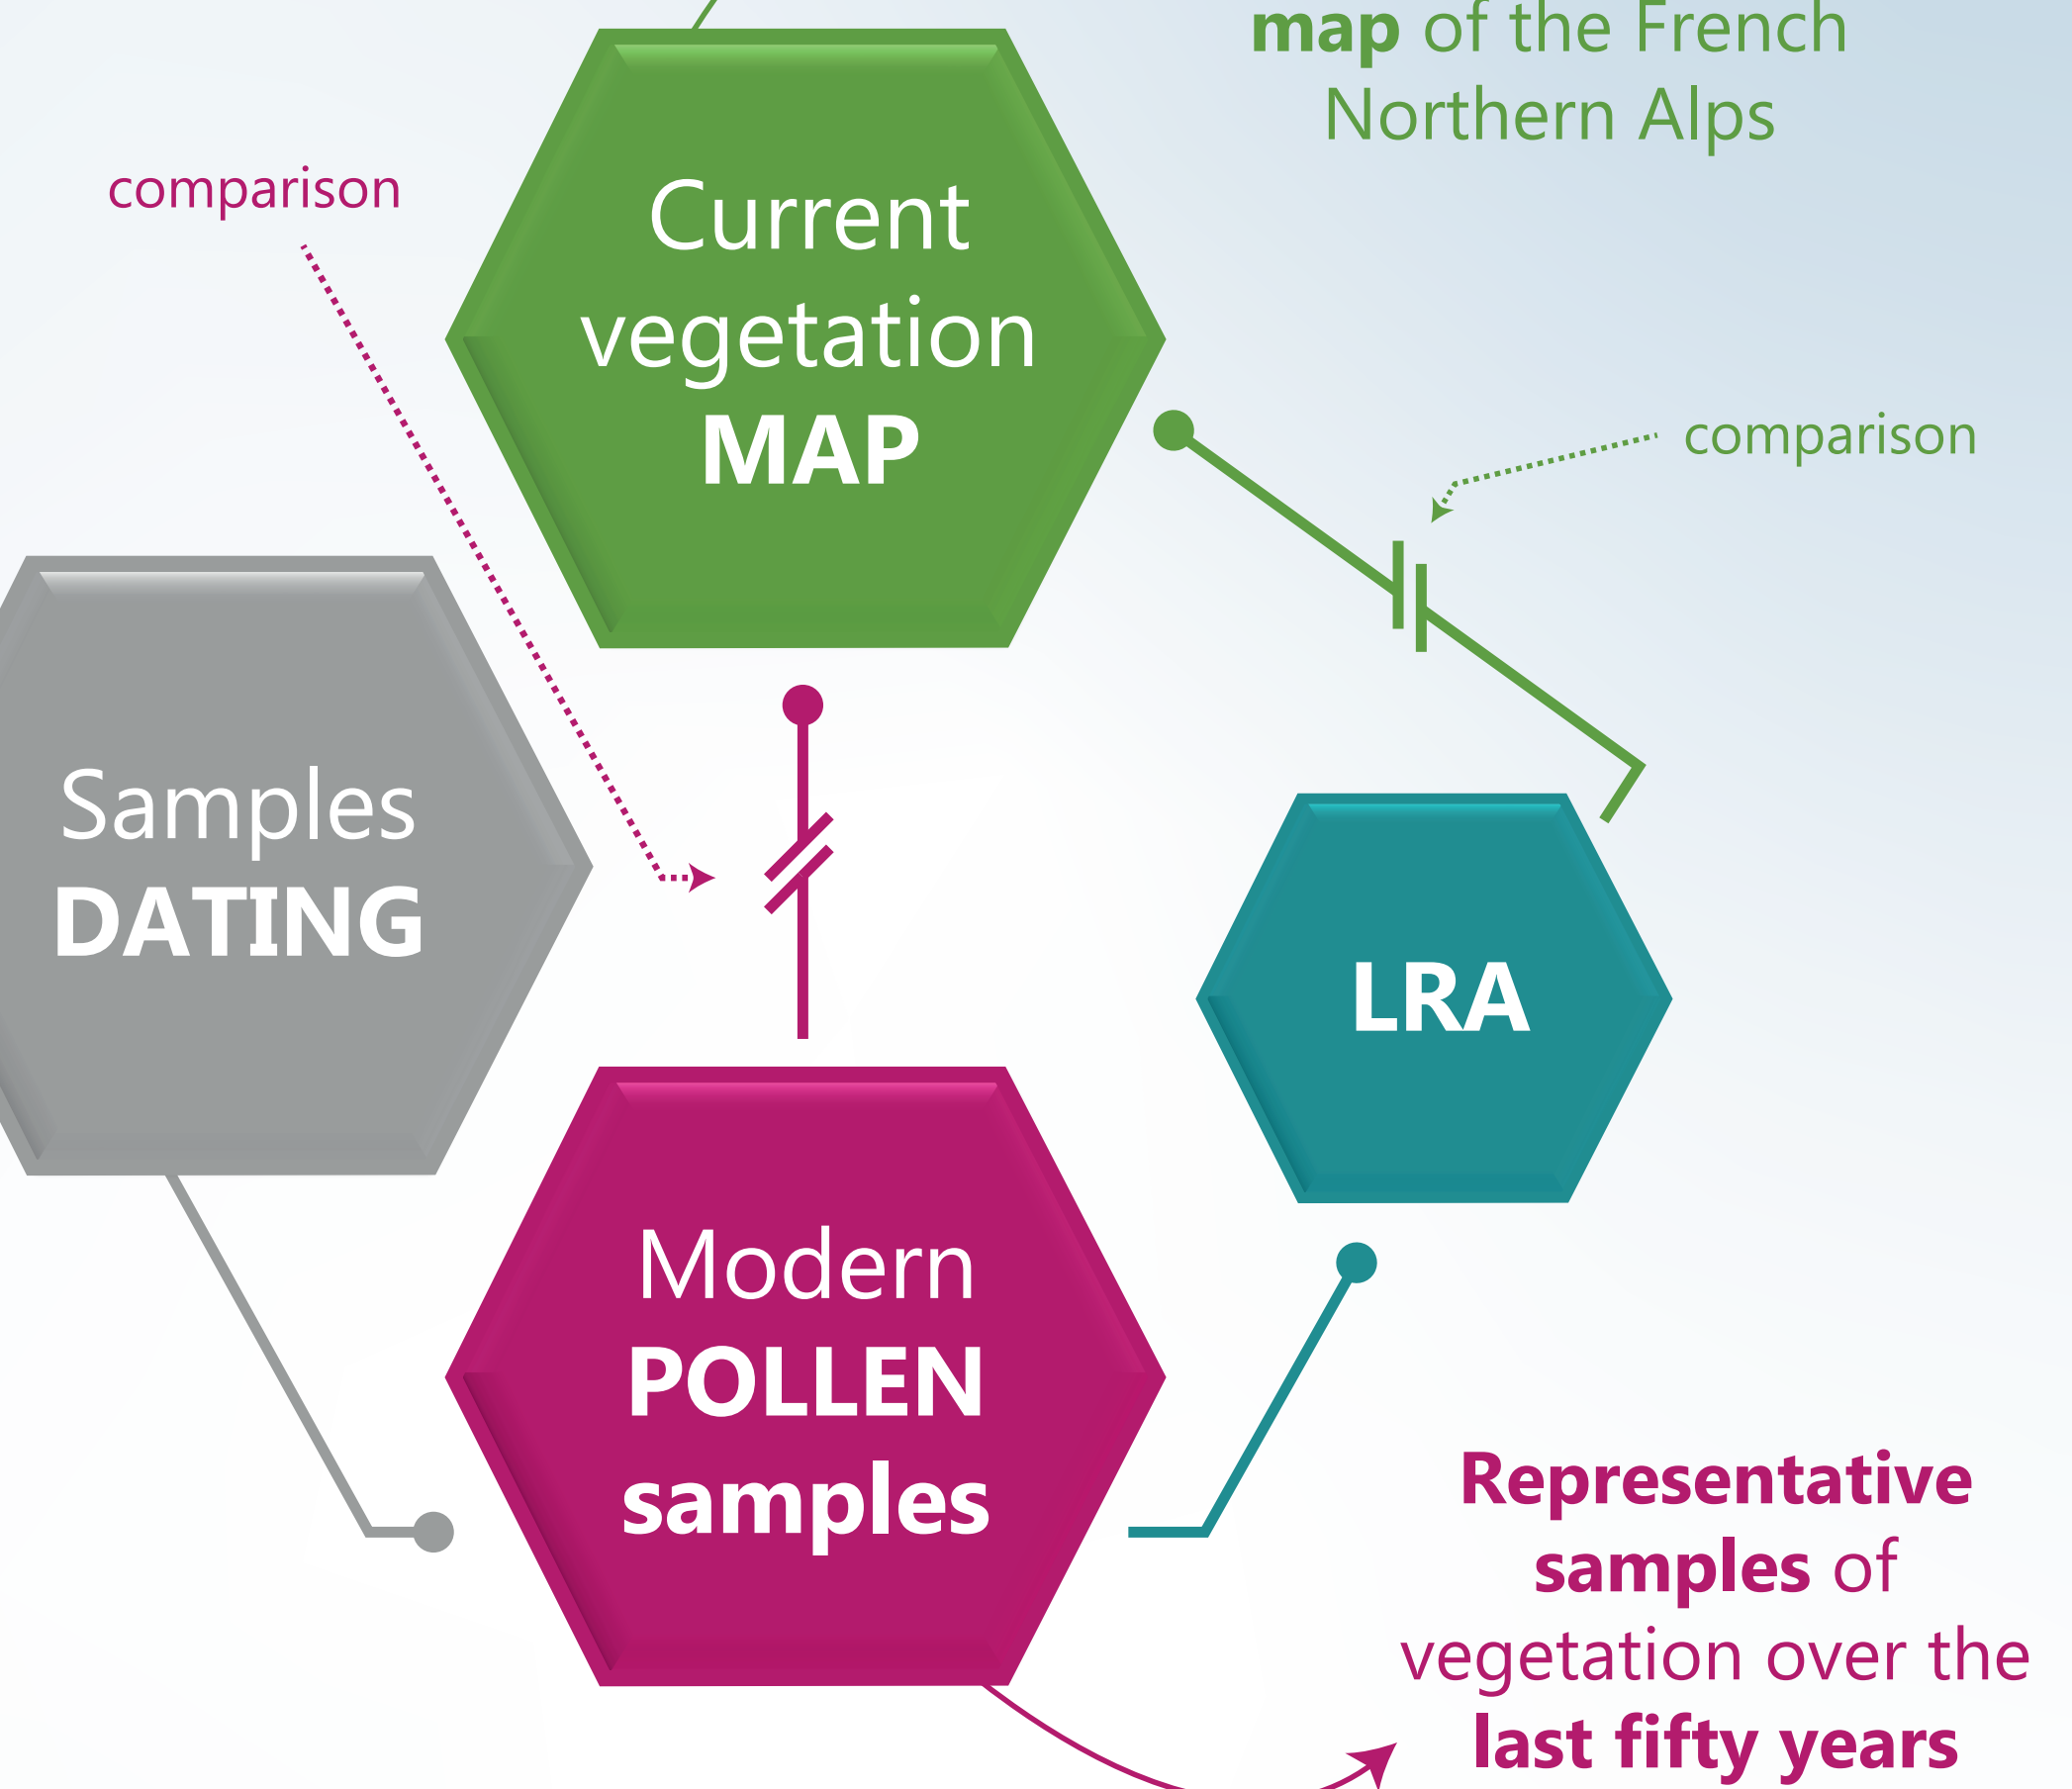 map of the French
Northern Alps
comparison
Current
vegetation
MAP
comparison
Samples
DATING
LRA
Modern
POLLEN
samples
Representative
samples of
vegetation over the
last fifty years